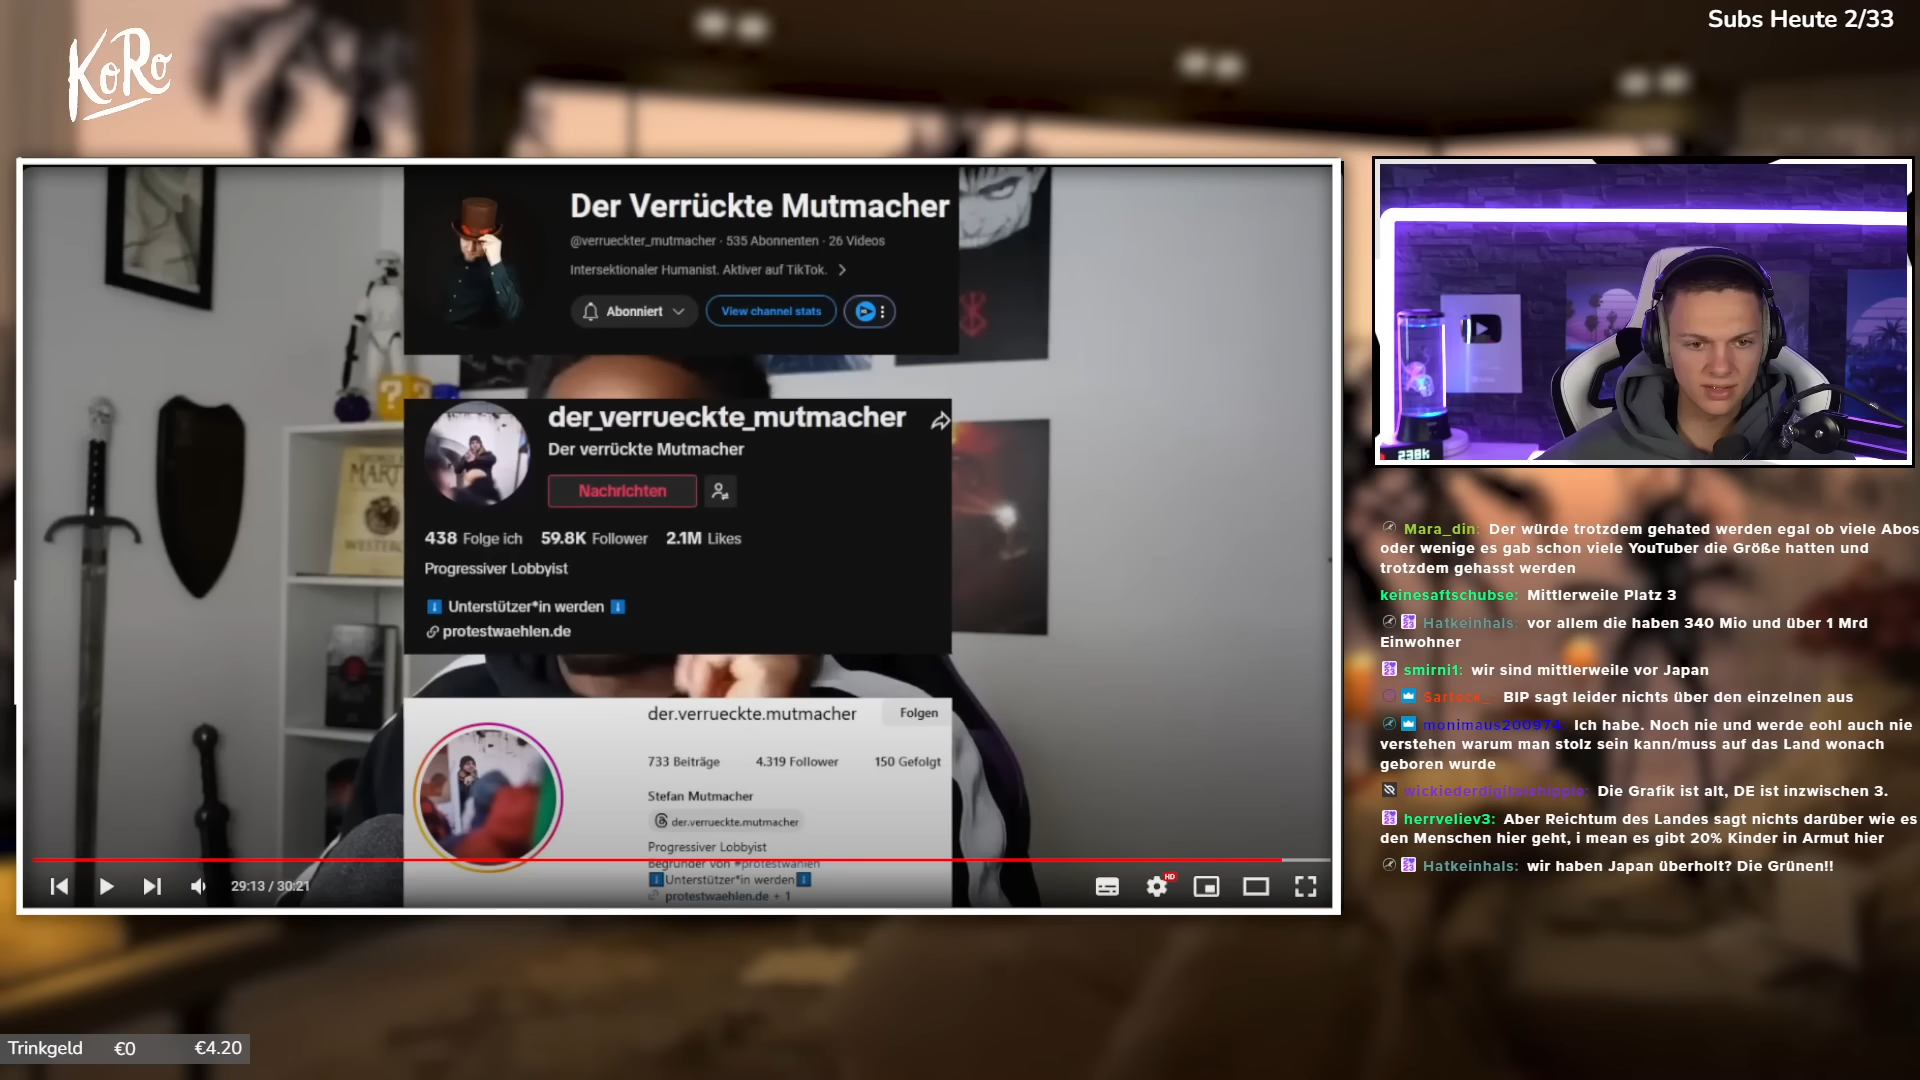 KoRo
Subs Heute 2/33
Der Verrückte Mutmacher
@verrueckter_mutmacher · 535 Abonnenten · 26 Videos
Intersektionaler Humanist. Aktiver auf TikTok.
Abonniert
View channel stats
der_verrueckte_mutmacher
Der verrückte Mutmacher
Nachrichten
438 Folge ich 59.8K Follower 2.1M Likes
Progressiver Lobbyist
Unterstützer*in werden
protestwaehlen.de
der.verrueckte.mutmacher
Folgen
733 Beiträge 4.319 Follower 150 Gefolgt
Stefan Mutmacher
der.verrueckte.mutmacher
Progressiver Lobbyist
Begründer von #protestwählen
Unterstützer*in werden
protestwaehlen.de + 1
29:13 / 30:21
HD
238k
Mara_din: Der würde trotzdem gehated werden egal ob viele Abos
oder wenige es gab schon viele YouTuber die Größe hatten und
trotzdem gehasst werden
keinesaftschubse: Mittlerweile Platz 3
Hatkeinhals: vor allem die haben 340 Mio und über 1 Mrd
Einwohner
smirni1: wir sind mittlerweile vor Japan
BIP sagt leider nichts über den einzelnen aus
monimaus200974: Ich habe. Noch nie und werde eohl auch nie
verstehen warum man stolz sein kann/muss auf das Land wonach
geboren wurde
wickiederdigitalehippie: Die Grafik ist alt, DE ist inzwischen 3.
herrveliev3: Aber Reichtum des Landes sagt nichts darüber wie es
den Menschen hier geht, i mean es gibt 20% Kinder in Armut hier
Hatkeinhals: wir haben Japan überholt? Die Grünen!!
Trinkgeld €0 €4.20